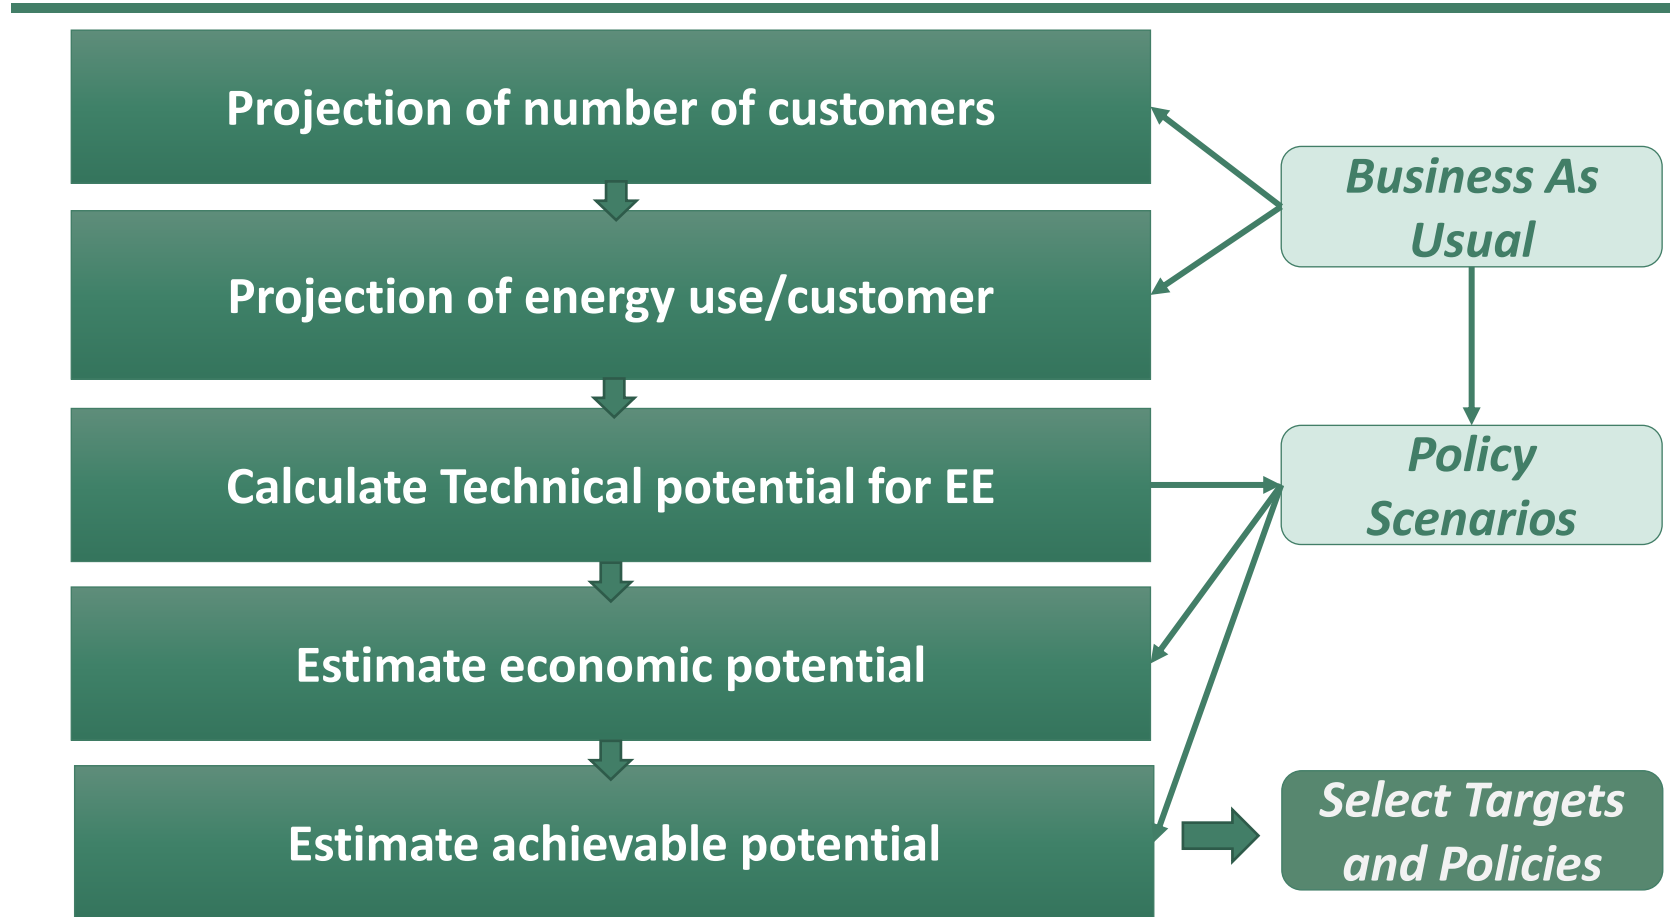 Projection of number of customers
Business As
Usual
Projection of energy use/customer
Calculate Technical potential for EE
Policy
Scenarios
Estimate economic potential
Estimate achievable potential
Select Targets
and Policies